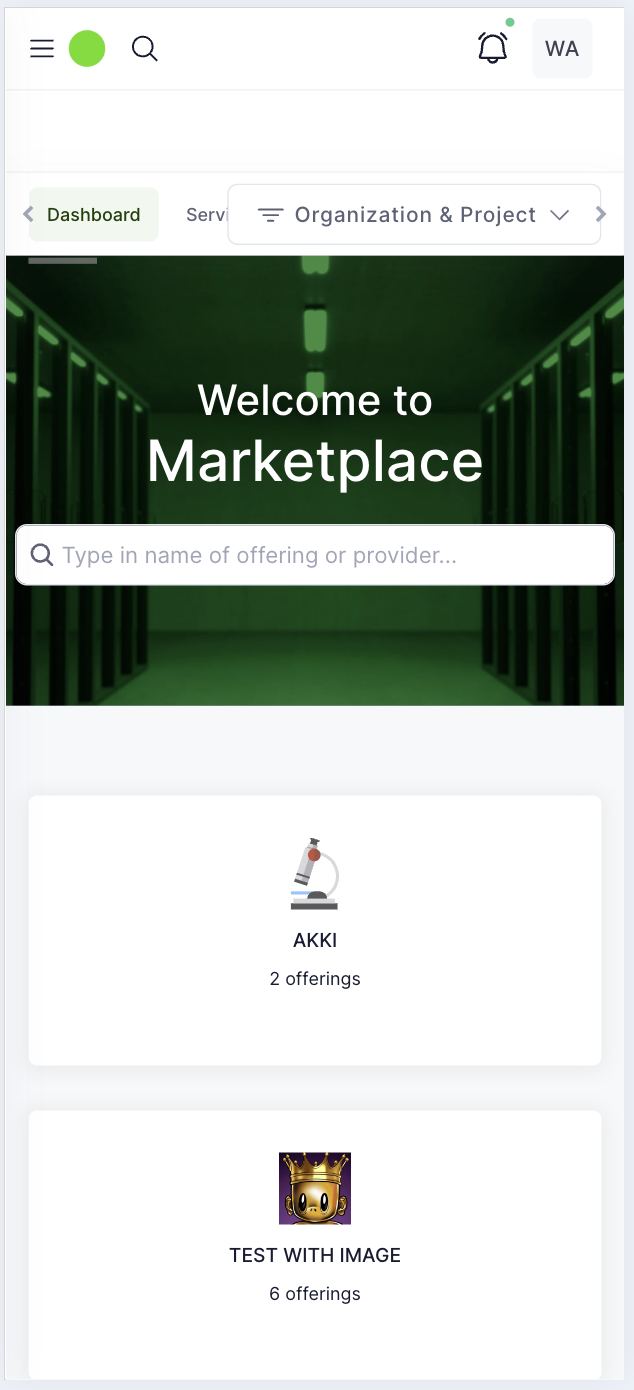 WA
Dashboard
Servi
Organization & Project
Welcome to
Marketplace
Type in name of offering or provider...
AKKI
2 offerings
TEST WITH IMAGE
6 offerings